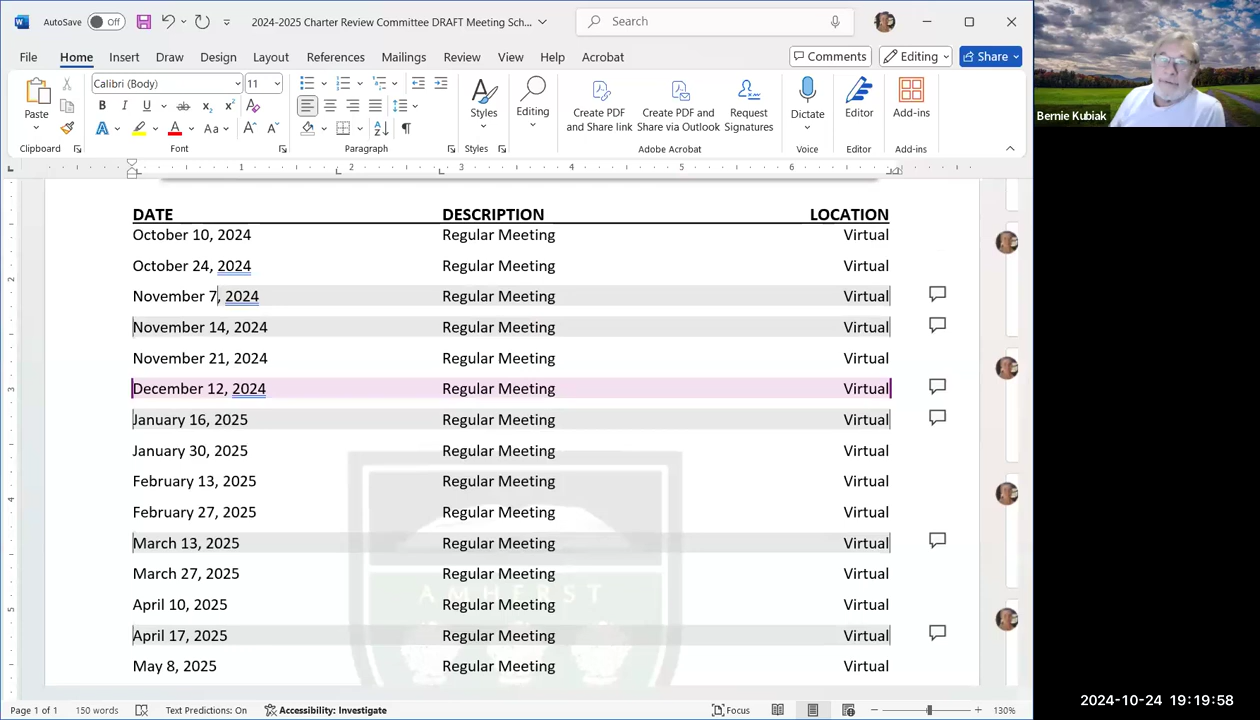 AutoSave Off 2024-2025 Charter Review Committee DRAFT Meeting Sch... Search
File Home Insert Draw Design Layout References Mailings Review View Help Acrobat Comments Editing Share
Calibri (Body) 11
Paste Styles Editing Create PDF and Share link Create PDF and Share via Outlook Request Signatures Dictate Editor Add-ins
Clipboard Font Paragraph Styles Adobe Acrobat Voice Editor Add-ins
Bernie Kubiak
1 2 3 4 5 6
DATE DESCRIPTION LOCATION
October 10, 2024 Regular Meeting Virtual
October 24, 2024 Regular Meeting Virtual
November 7, 2024 Regular Meeting Virtual
November 14, 2024 Regular Meeting Virtual
November 21, 2024 Regular Meeting Virtual
December 12, 2024 Regular Meeting Virtual
January 16, 2025 Regular Meeting Virtual
January 30, 2025 Regular Meeting Virtual
February 13, 2025 Regular Meeting Virtual
February 27, 2025 Regular Meeting Virtual
March 13, 2025 Regular Meeting Virtual
March 27, 2025 Regular Meeting Virtual
AMHERST
April 10, 2025 Regular Meeting Virtual
April 17, 2025 Regular Meeting Virtual
May 8, 2025 Regular Meeting Virtual
2024-10-24 19:19:58
Page 1 of 1 150 words Text Predictions: On Accessibility: Investigate Focus 130%